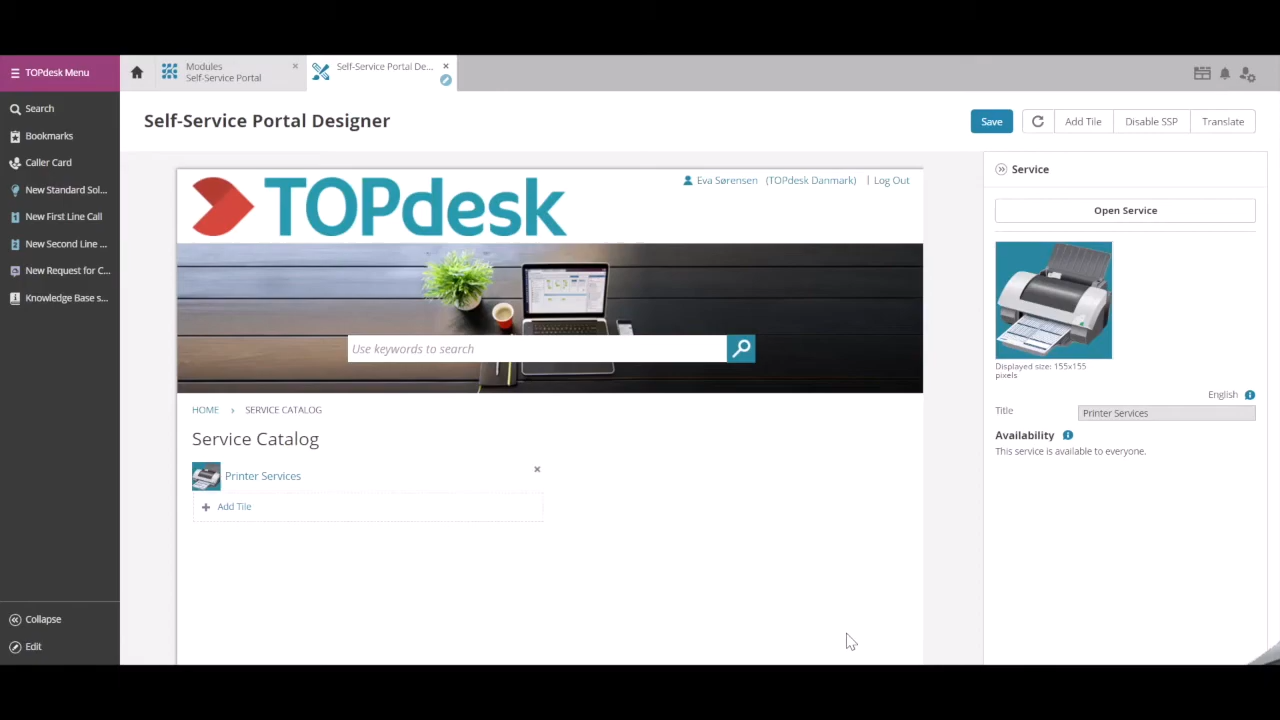 TOPdesk Menu
Modules
Self-Service Portal
Self-Service Portal De...
Search
Bookmarks
Caller Card
New Standard Sol...
New First Line Call
New Second Line ...
New Request for C...
Knowledge Base s...
Collapse
Edit
Self-Service Portal Designer
Save
Add Tile
Disable SSP
Translate
TOPdesk
Eva Sørensen (TOPdesk Danmark) | Log Out
Use keywords to search
HOME › SERVICE CATALOG
Service Catalog
Printer Services
+ Add Tile
Service
Open Service
Displayed size: 155x155
pixels
English
Title Printer Services
Availability
This service is available to everyone.